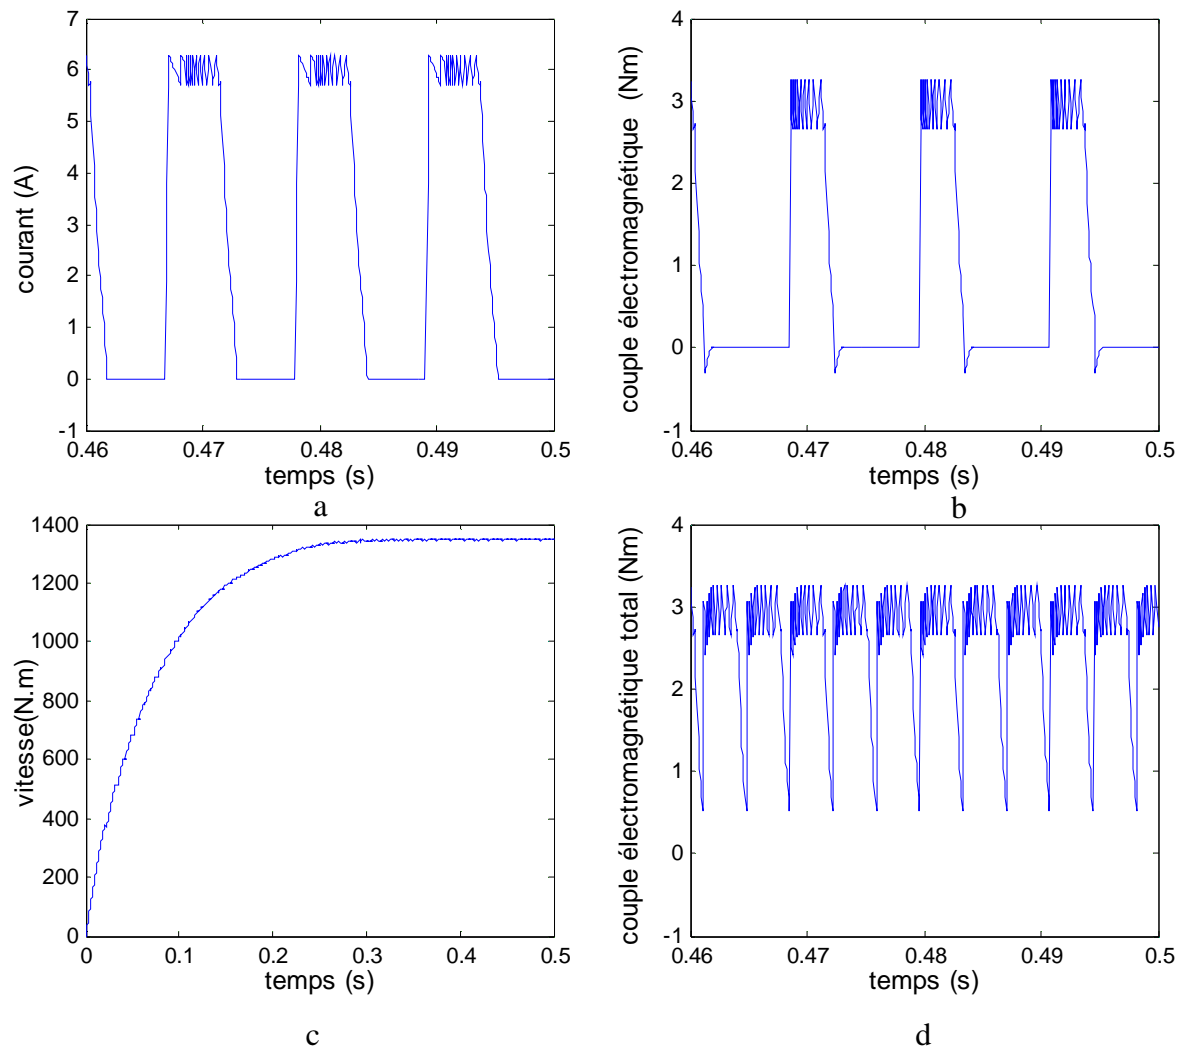 7
6
5
4
3
2
1
0
-1
courant (A)
0.46 0.47 0.48 0.49 0.5
temps (s)
a
4
3
2
1
0
-1
couple électromagnétique (Nm)
0.46 0.47 0.48 0.49 0.5
temps (s)
b
1400
1200
1000
800
600
400
200
0
vitesse(N.m)
0 0.1 0.2 0.3 0.4 0.5
temps (s)
c
4
3
2
1
0
-1
couple électromagnétique total (Nm)
0.46 0.47 0.48 0.49 0.5
temps (s)
d